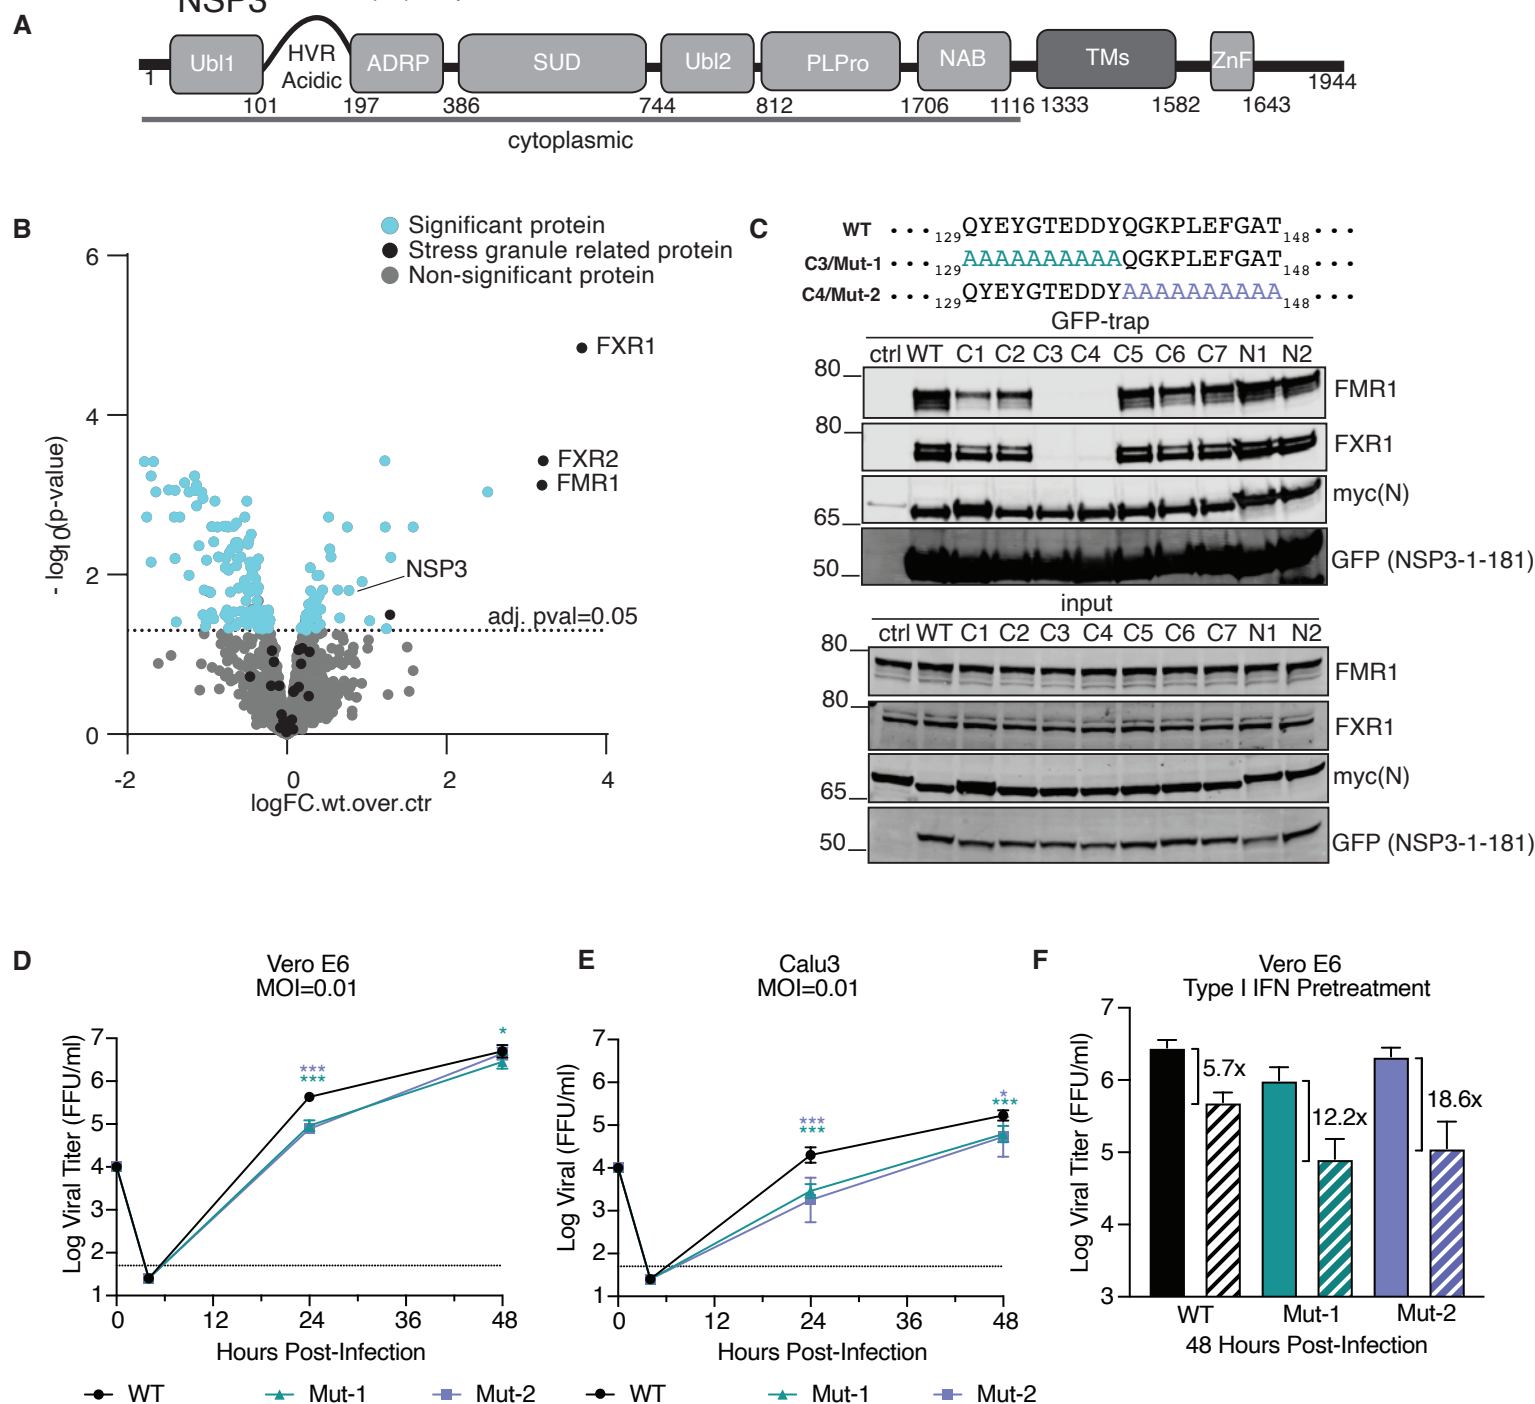 NSP3
A
Ubl1
HVR
Acidic
ADRP
SUD
Ubl2
PLPro
NAB
TMs
ZnF
1
101
197
386
744
812
1706
1116
1333
1582
1643
1944
cytoplasmic
B
Significant protein
Stress granule related protein
Non-significant protein
6
4
2
0
- log10(p-value)
FXR1
FXR2
FMR1
NSP3
adj. pval=0.05
-2
0
2
4
logFC.wt.over.ctr
C
WT ••• 129QYEYGTEDDYQGKPLEFGAT148 •••
C3/Mut-1 ••• 129AAAAAAAAAAQGKPLEFGAT148 •••
C4/Mut-2 ••• 129QYEYGTEDDYAAAAAAAAAA148 •••
GFP-trap
ctrl WT C1 C2 C3 C4 C5 C6 C7 N1 N2
80 FMR1
80 FXR1
65 myc(N)
50 GFP (NSP3-1-181)
input
ctrl WT C1 C2 C3 C4 C5 C6 C7 N1 N2
80 FMR1
80 FXR1
65 myc(N)
50 GFP (NSP3-1-181)
D
Vero E6
MOI=0.01
Log Viral Titer (FFU/ml)
7
6
5
4
3
2
1
***
***
*
0 12 24 36 48
Hours Post-Infection
WT Mut-1 Mut-2
E
Calu3
MOI=0.01
Log Viral (FFU/ml)
7
6
5
4
3
2
1
***
***
*
***
0 12 24 36 48
Hours Post-Infection
WT Mut-1 Mut-2
F
Vero E6
Type I IFN Pretreatment
Log Viral Titer (FFU/ml)
7
6
5
4
3
5.7x
12.2x
18.6x
WT Mut-1 Mut-2
48 Hours Post-Infection